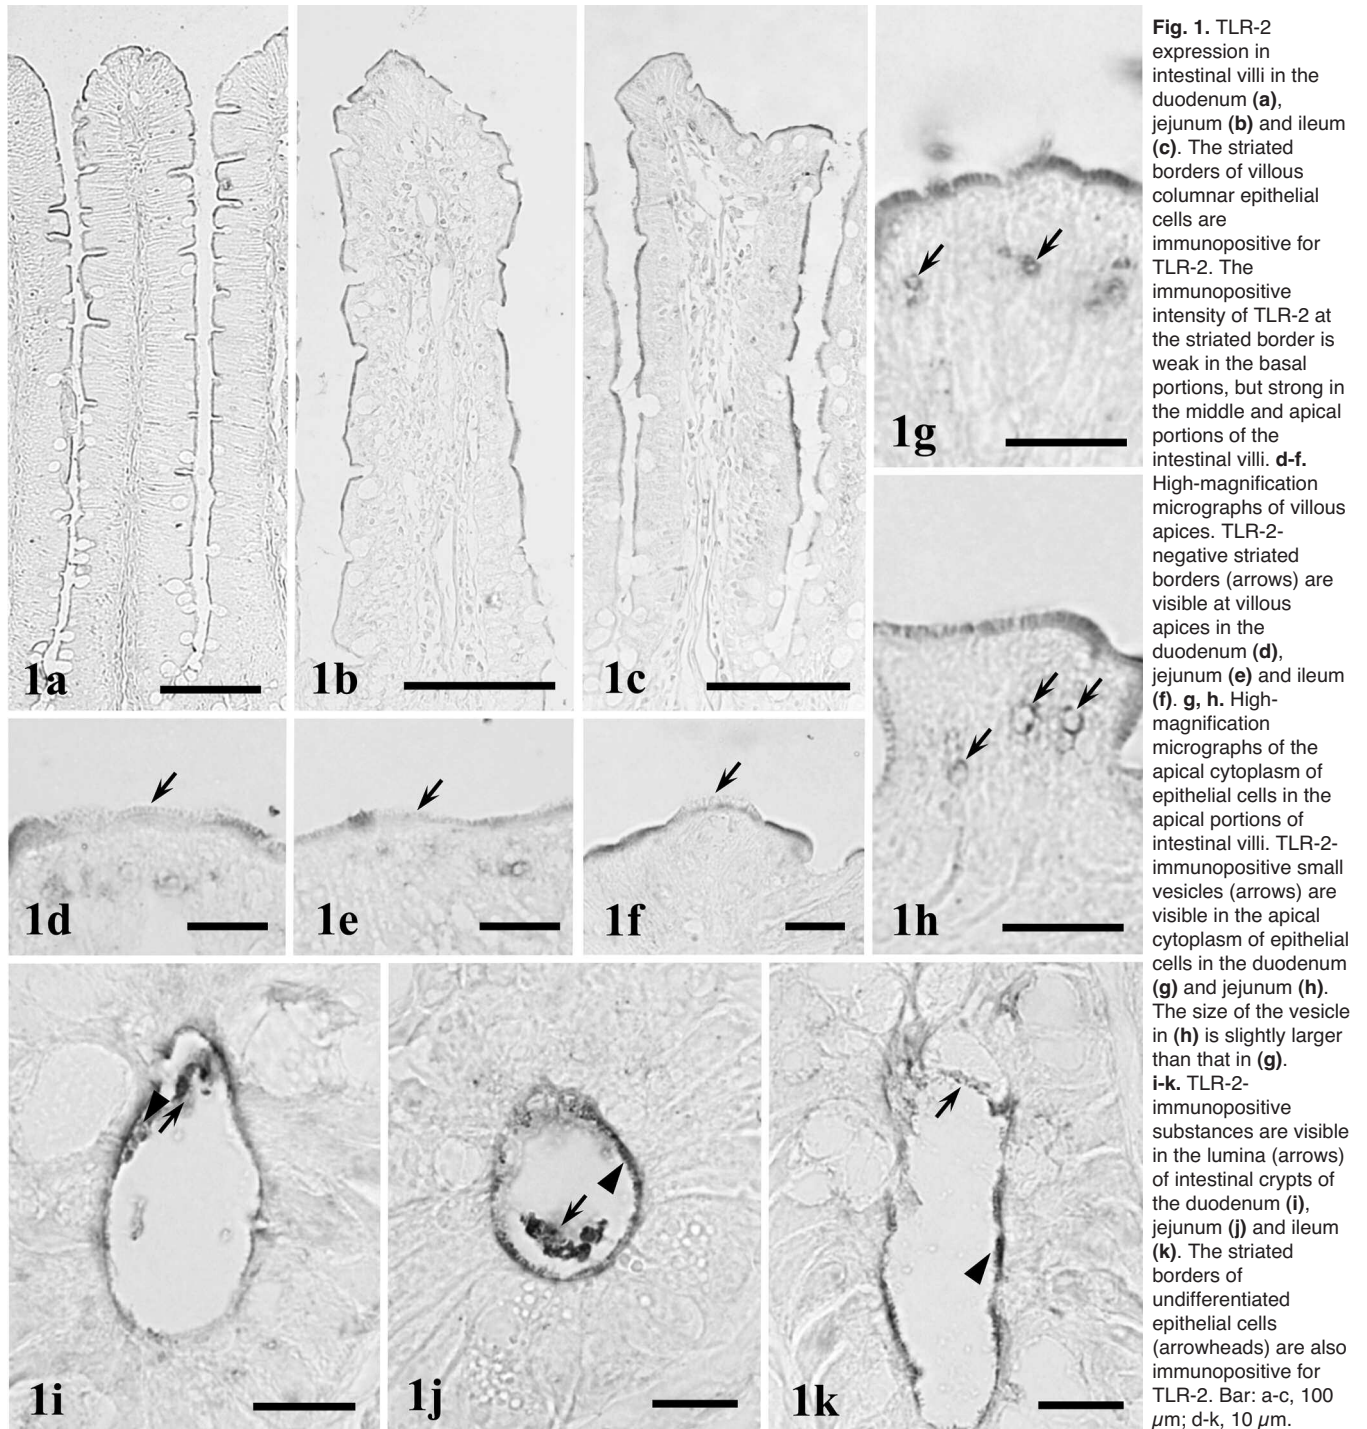 Fig. 1. TLR-2
expression in
intestinal villi in the
duodenum (a),
jejunum (b) and ileum
(c). The striated
borders of villous
columnar epithelial
cells are
immunopositive for
TLR-2. The
immunopositive
intensity of TLR-2 at
the striated border is
weak in the basal
portions, but strong in
the middle and apical
portions of the
intestinal villi. d-f.
High-magnification
micrographs of villous
apices. TLR-2-
negative striated
borders (arrows) are
visible at villous
apices in the
duodenum (d),
jejunum (e) and ileum
(f). g, h. High-
magnification
micrographs of the
apical cytoplasm of
epithelial cells in the
apical portions of
intestinal villi. TLR-2-
immunopositive small
vesicles (arrows) are
visible in the apical
cytoplasm of epithelial
cells in the duodenum
(g) and jejunum (h).
The size of the vesicle
in (h) is slightly larger
than that in (g).
i-k. TLR-2-
immunopositive
substances are visible
in the lumina (arrows)
of intestinal crypts of
the duodenum (i),
jejunum (j) and ileum
(k). The striated
borders of
undifferentiated
epithelial cells
(arrowheads) are also
immunopositive for
TLR-2. Bar: a-c, 100
µm; d-k, 10 µm.
1a
1b
1c
1g
1d
1e
1f
1h
1i
1j
1k